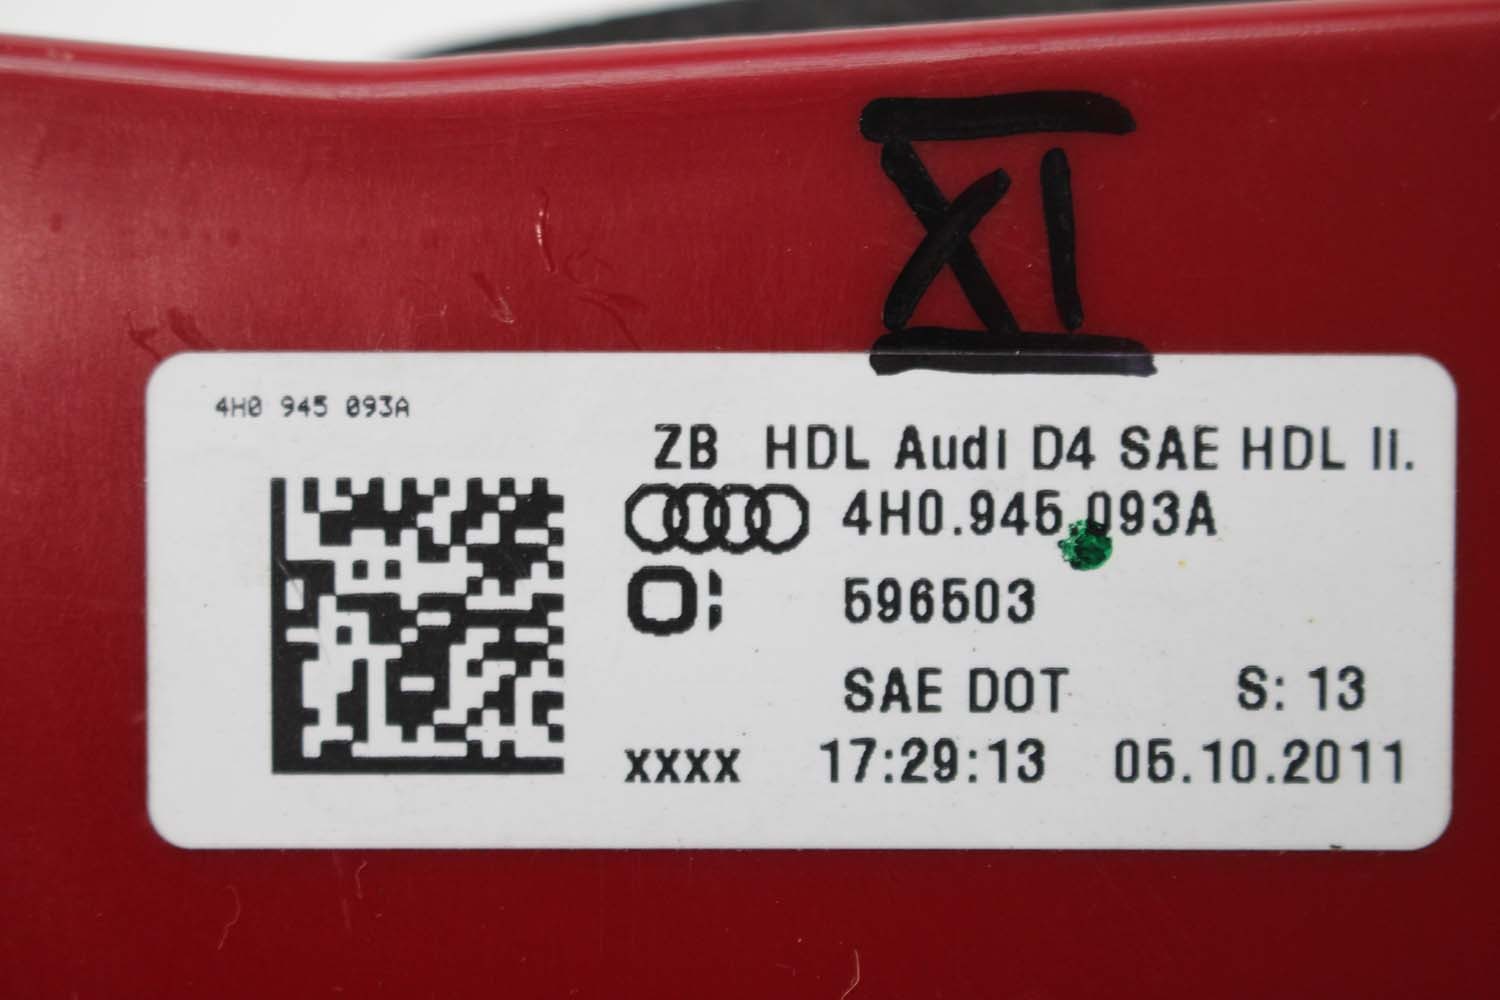 XI
4H0 945 093A
ZB HDL Audi D4 SAE HDL li.
4H0.945.093A
596503
SAE DOT S: 13
xxxx 17:29:13 05.10.2011